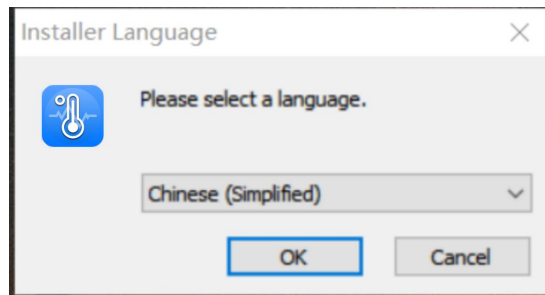 Installer Language
Please select a language.
Chinese (Simplified)
OK
Cancel